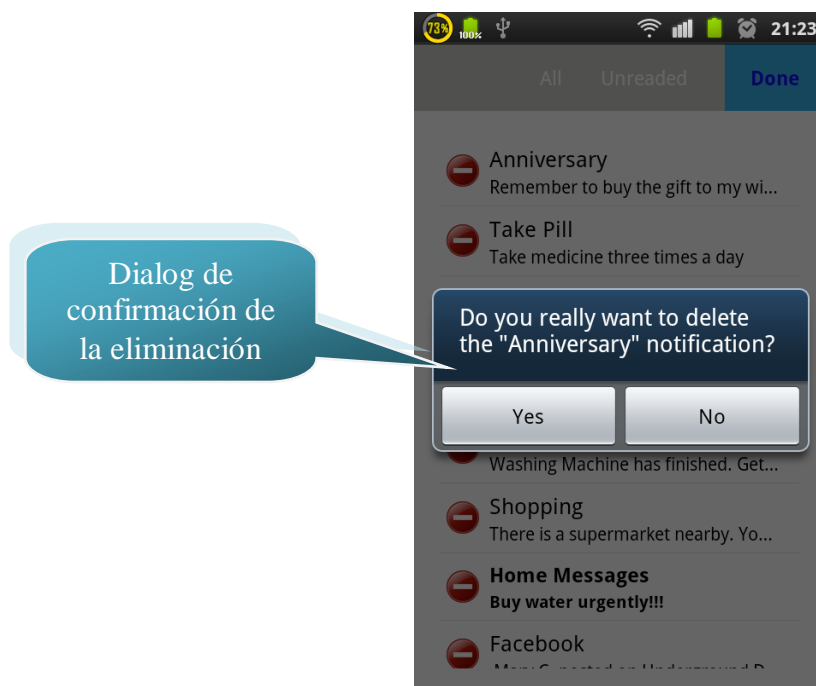 73% 100% 21:23
All Unreaded Done
Anniversary
Remember to buy the gift to my wi...
Take Pill
Take medicine three times a day
Dialog de
confirmación de
la eliminación
Do you really want to delete
the "Anniversary" notification?
Yes No
Washing Machine has finished. Get...
Shopping
There is a supermarket nearby. Yo...
Home Messages
Buy water urgently!!!
Facebook